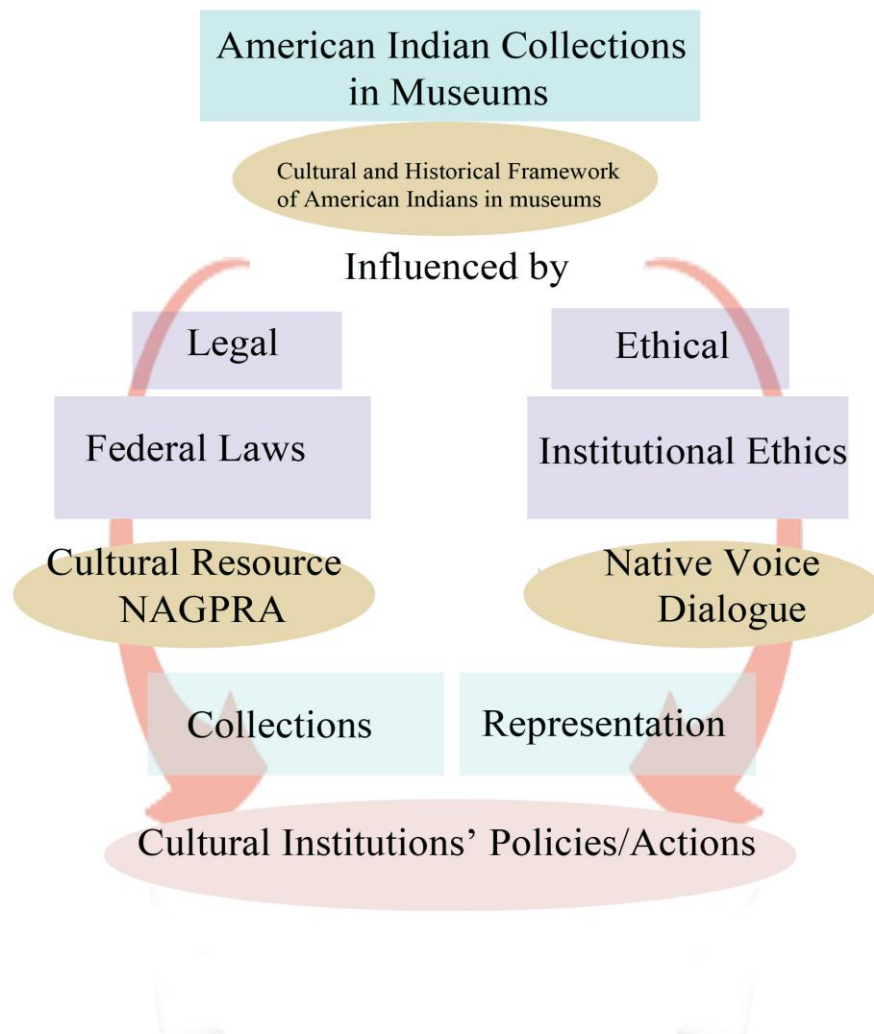 American Indian Collections
in Museums
Cultural and Historical Framework
of American Indians in museums
Influenced by
Legal
Ethical
Federal Laws
Institutional Ethics
Cultural Resource
NAGPRA
Native Voice
Dialogue
Collections
Representation
Cultural Institutions’ Policies/Actions